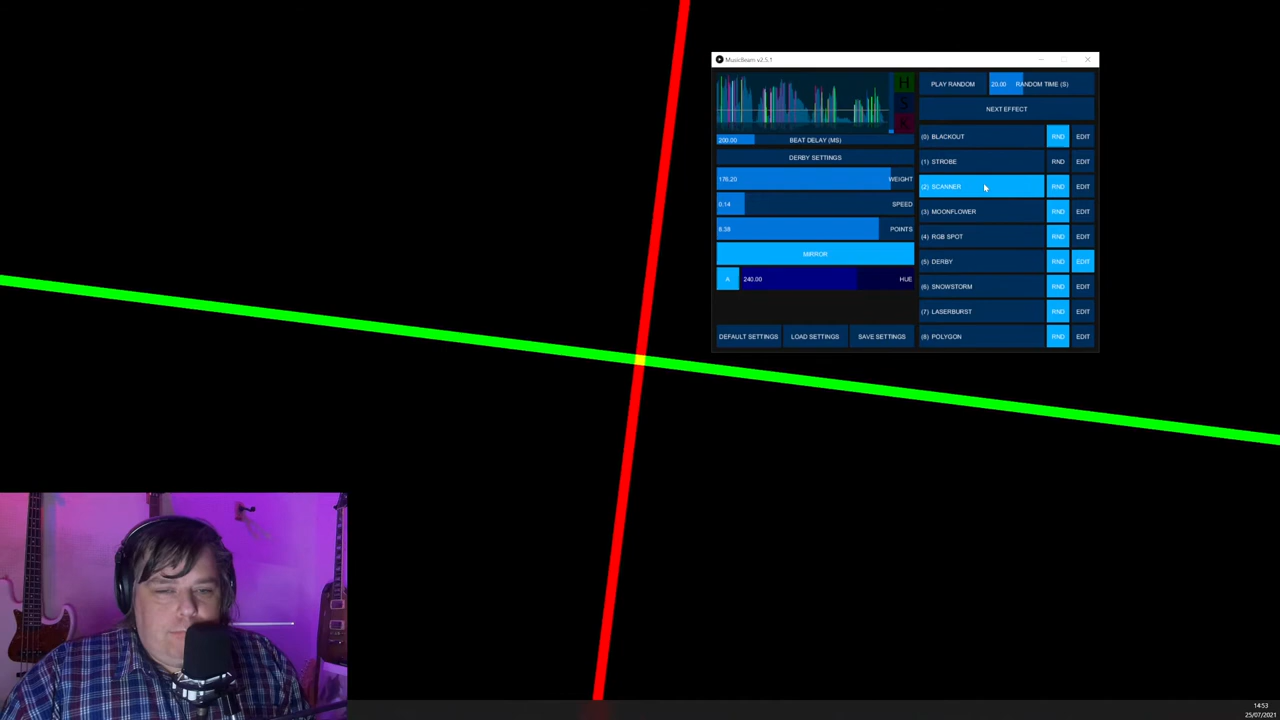 MusicBeam v2.5.1
H
S
K
200.00 BEAT DELAY (MS)
DERBY SETTINGS
176.20 WEIGHT
0.14 SPEED
6.38 POINTS
MIRROR
A 240.00 HUE
DEFAULT SETTINGS LOAD SETTINGS SAVE SETTINGS
PLAY RANDOM 20.00 RANDOM TIME (S)
NEXT EFFECT
(0) BLACKOUT RND EDIT
(1) STROBE RND EDIT
(2) SCANNER RND EDIT
(3) MOONFLOWER RND EDIT
(4) RGB SPOT RND EDIT
(5) DERBY RND EDIT
(6) SNOWSTORM RND EDIT
(7) LASERBURST RND EDIT
(8) POLYGON RND EDIT
14:53
25/07/2021